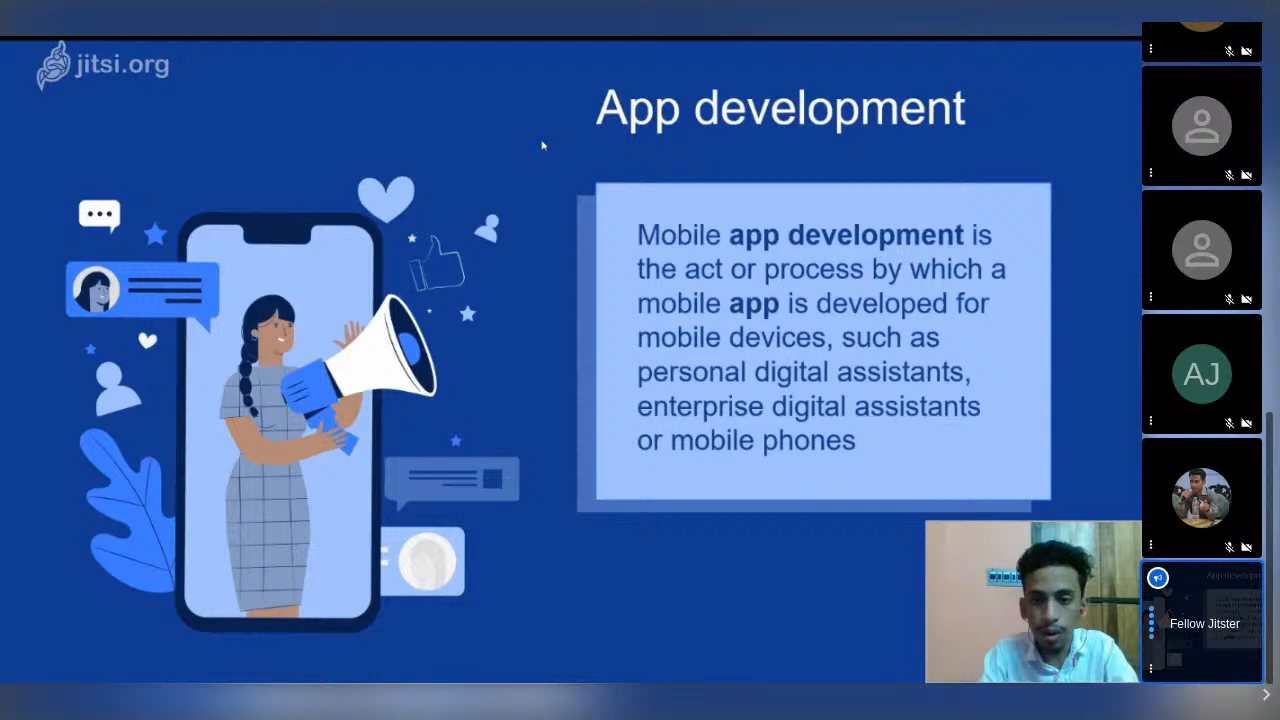 jitsi.org
App development
Mobile app development is
the act or process by which a
mobile app is developed for
mobile devices, such as
personal digital assistants,
enterprise digital assistants
or mobile phones
AJ
Fellow Jitster